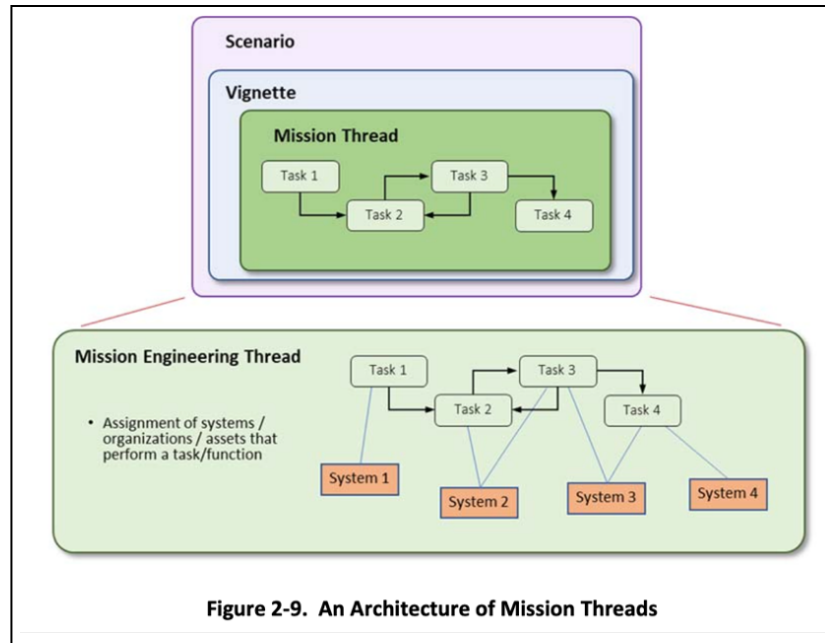 Scenario
Vignette
Mission Thread
Task 1
Task 3
Task 2
Task 4
Mission Engineering Thread
Task 1
Task 3
Task 2
Task 4
• Assignment of systems /
organizations / assets that
perform a task/function
System 1
System 2
System 3
System 4
Figure 2-9. An Architecture of Mission Threads